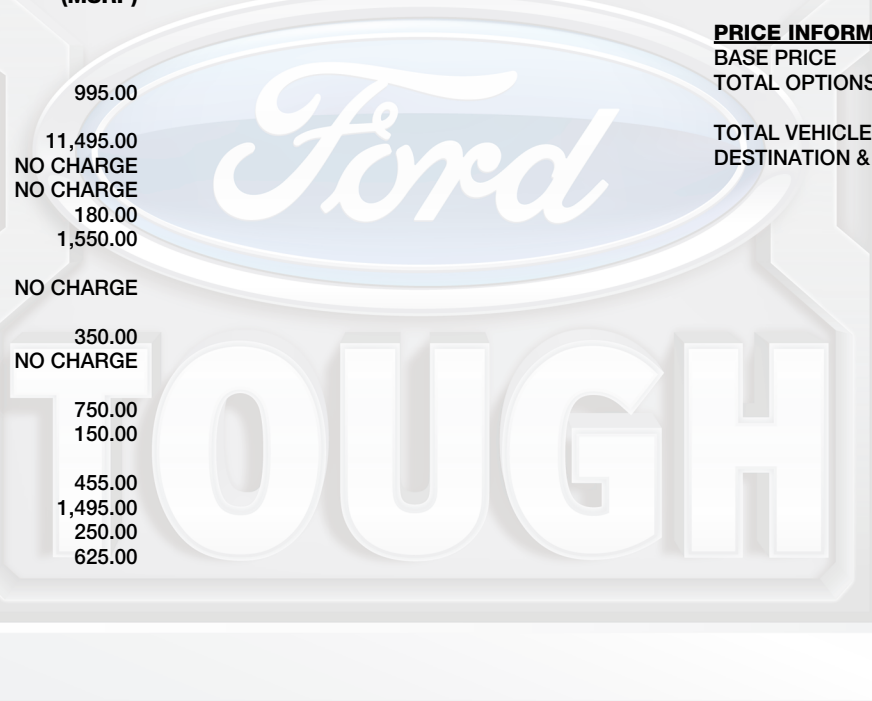 (MSRP)
995.00
11,495.00
NO CHARGE
NO CHARGE
180.00
1,550.00
NO CHARGE
350.00
NO CHARGE
750.00
150.00
455.00
1,495.00
250.00
625.00
PRICE INFORM
BASE PRICE
TOTAL OPTIONS
TOTAL VEHICLE
DESTINATION &
Ford
TOUGH